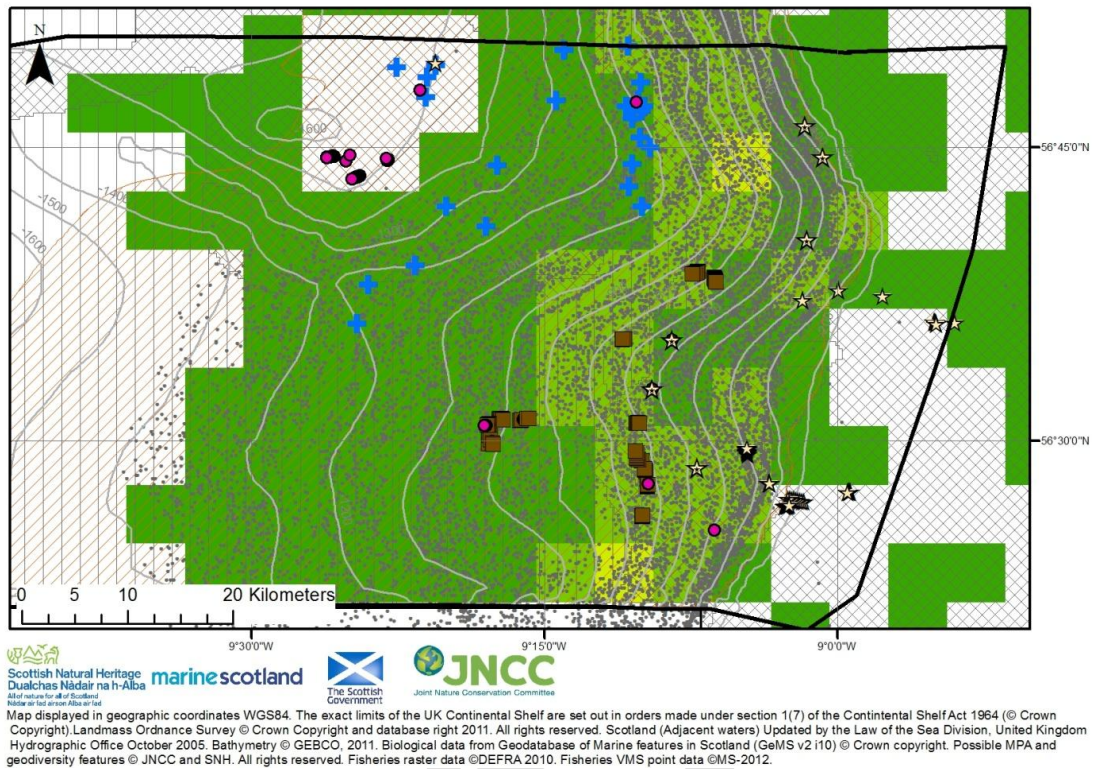 N
600
-1400
-1500
-1600
56°45'0"N
56°30'0"N
0 5 10 20 Kilometers
9°30'0"W 9°15'0"W 9°0'0"W
Scottish Natural Heritage
Dualchas Nàdair na h-Alba
All of nature for all of Scotland
Nàdar air fad airson Alba air fad
marinescotland
The Scottish
Government
JNCC
Joint Nature Conservation Committee
Map displayed in geographic coordinates WGS84. The exact limits of the UK Continental Shelf are set out in orders made under section 1(7) of the Contintental Shelf Act 1964 (© Crown
Copyright).Landmass Ordnance Survey © Crown Copyright and database right 2011. All rights reserved. Scotland (Adjacent waters) Updated by the Law of the Sea Division, United Kingdom
Hydrographic Office October 2005. Bathymetry © GEBCO, 2011. Biological data from Geodatabase of Marine features in Scotland (GeMS v2 i10) © Crown copyright. Possible MPA and
geodiversity features © JNCC and SNH. All rights reserved. Fisheries raster data ©DEFRA 2010. Fisheries VMS point data ©MS-2012.